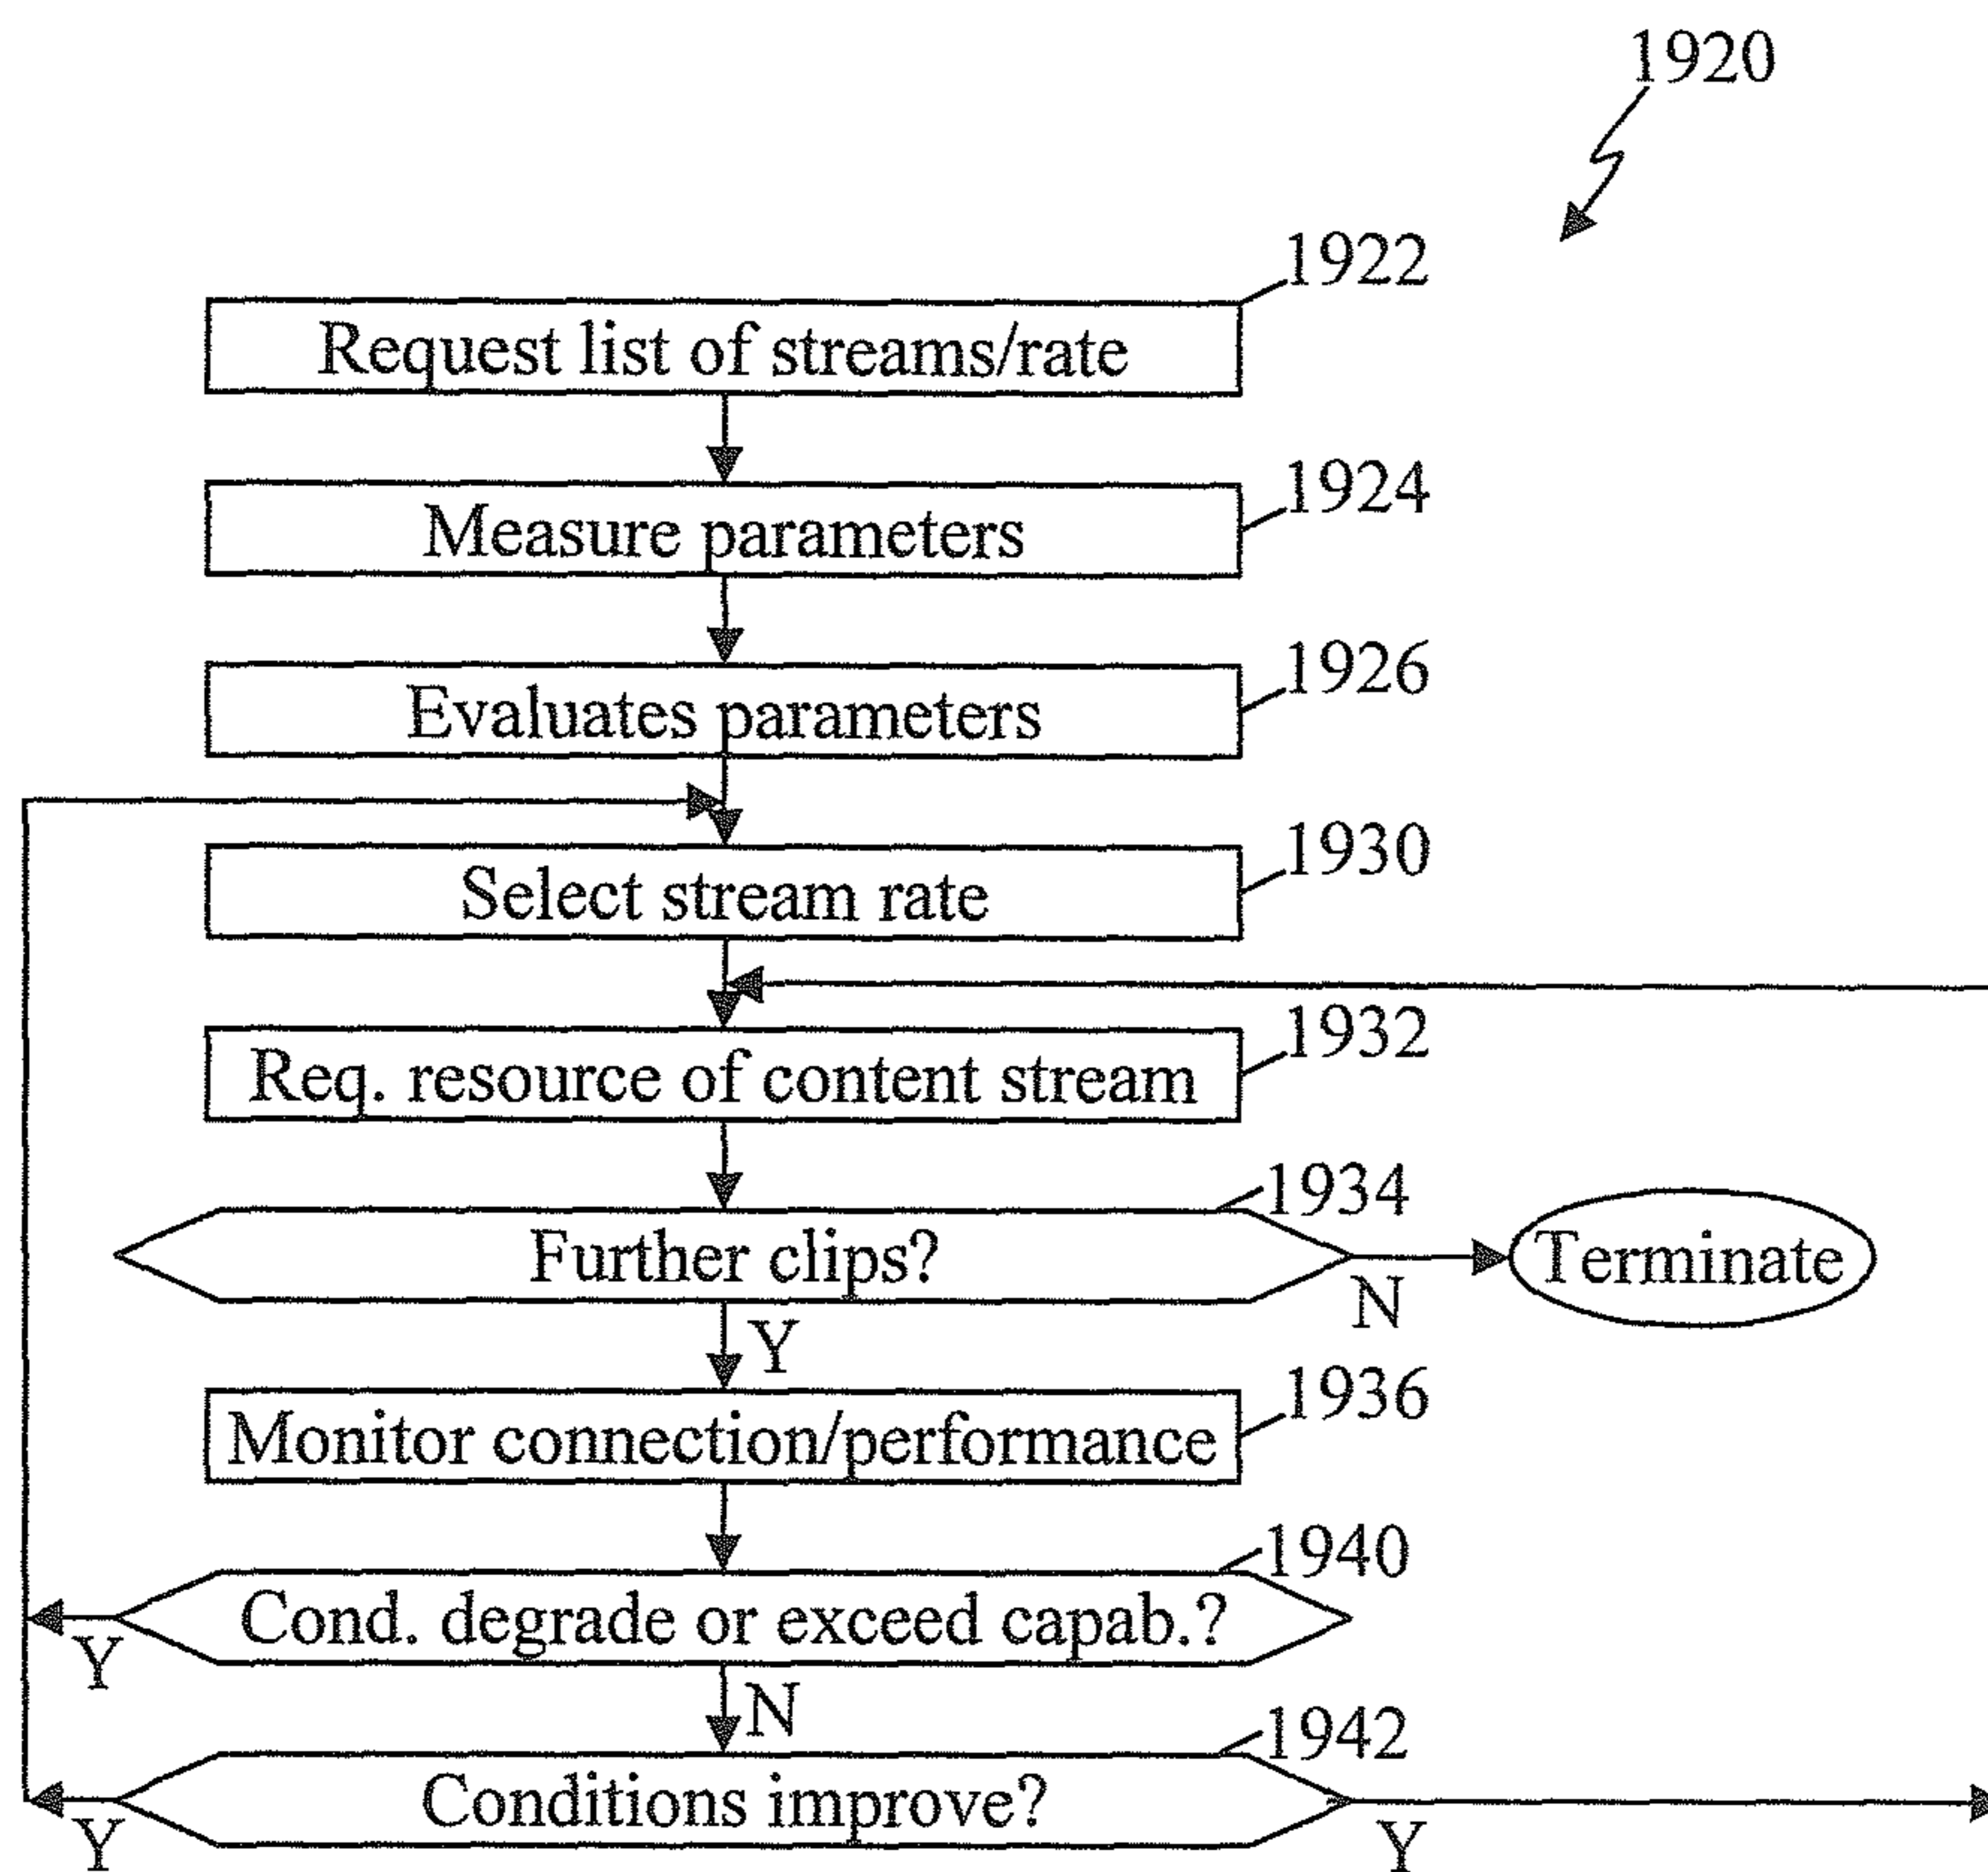 1920
1922
Request list of streams/rate
1924
Measure parameters
1926
Evaluates parameters
1930
Select stream rate
1932
Req. resource of content stream
1934
Further clips?
Terminate
N
Y
1936
Monitor connection/performance
1940
Cond. degrade or exceed capab.?
Y
N
1942
Conditions improve?
Y
Y